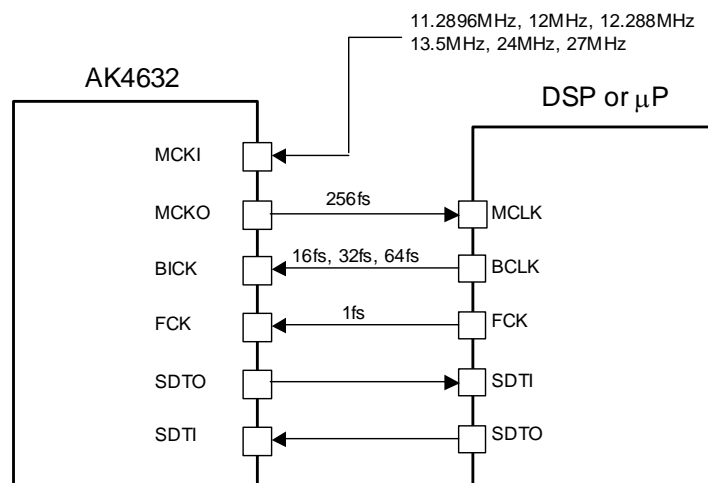 11.2896MHz, 12MHz, 12.288MHz
13.5MHz, 24MHz, 27MHz
AK4632
DSP or μP
MCKI
MCKO
256fs
MCLK
BICK
16fs, 32fs, 64fs
BCLK
FCK
1fs
FCK
SDTO
SDTI
SDTI
SDTO